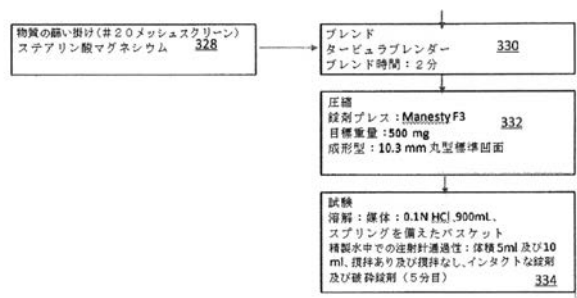 物質の篩い掛け(#20メッシュスクリーン)
ステアリン酸マグネシウム 328
ブレンド
タービュラブレンダー 330
ブレンド時間:2分
圧縮
錠剤プレス:Manesty F3 332
目標重量:500 mg
成形型:10.3 mm 丸型標準凹面
試験
溶解:媒体:0.1N HCl、900mL、
スプリングを備えたバスケット
精製水中での注射針通過性:体積5ml 及び10
ml、撹拌あり及び撹拌なし、インタクトな錠剤
及び破砕錠剤(5分目) 334